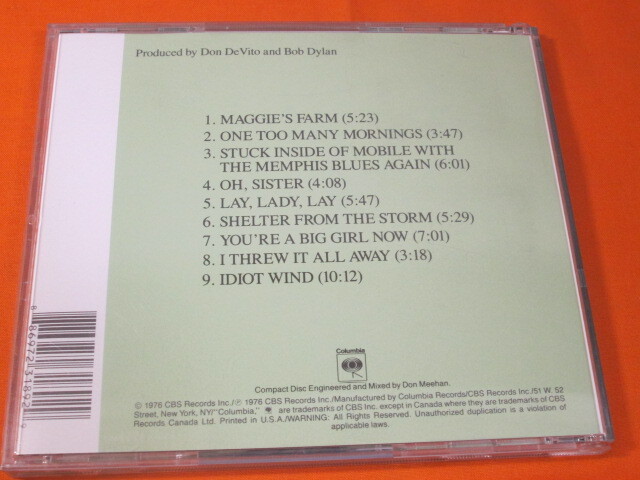 Produced by Don DeVito and Bob Dylan
1. MAGGIE'S FARM (5:23)
2. ONE TOO MANY MORNINGS (3:47)
3. STUCK INSIDE OF MOBILE WITH
THE MEMPHIS BLUES AGAIN (6:01)
4. OH, SISTER (4:08)
5. LAY, LADY, LAY (5:47)
6. SHELTER FROM THE STORM (5:29)
7. YOU'RE A BIG GIRL NOW (7:01)
8. I THREW IT ALL AWAY (3:18)
9. IDIOT WIND (10:12)
Columbia
Compact Disc Engineered and Mixed by Don Meehan.
© 1976 CBS Records Inc./℗ 1976 CBS Records Inc./Manufactured by Columbia Records/CBS Records Inc./51 W. 52
Street, New York, NY/"Columbia," are trademarks of CBS Inc. except in Canada where they are trademarks of CBS
Records Canada Ltd. Printed in U.S.A./WARNING: All Rights Reserved. Unauthorized duplication is a violation of
applicable laws.